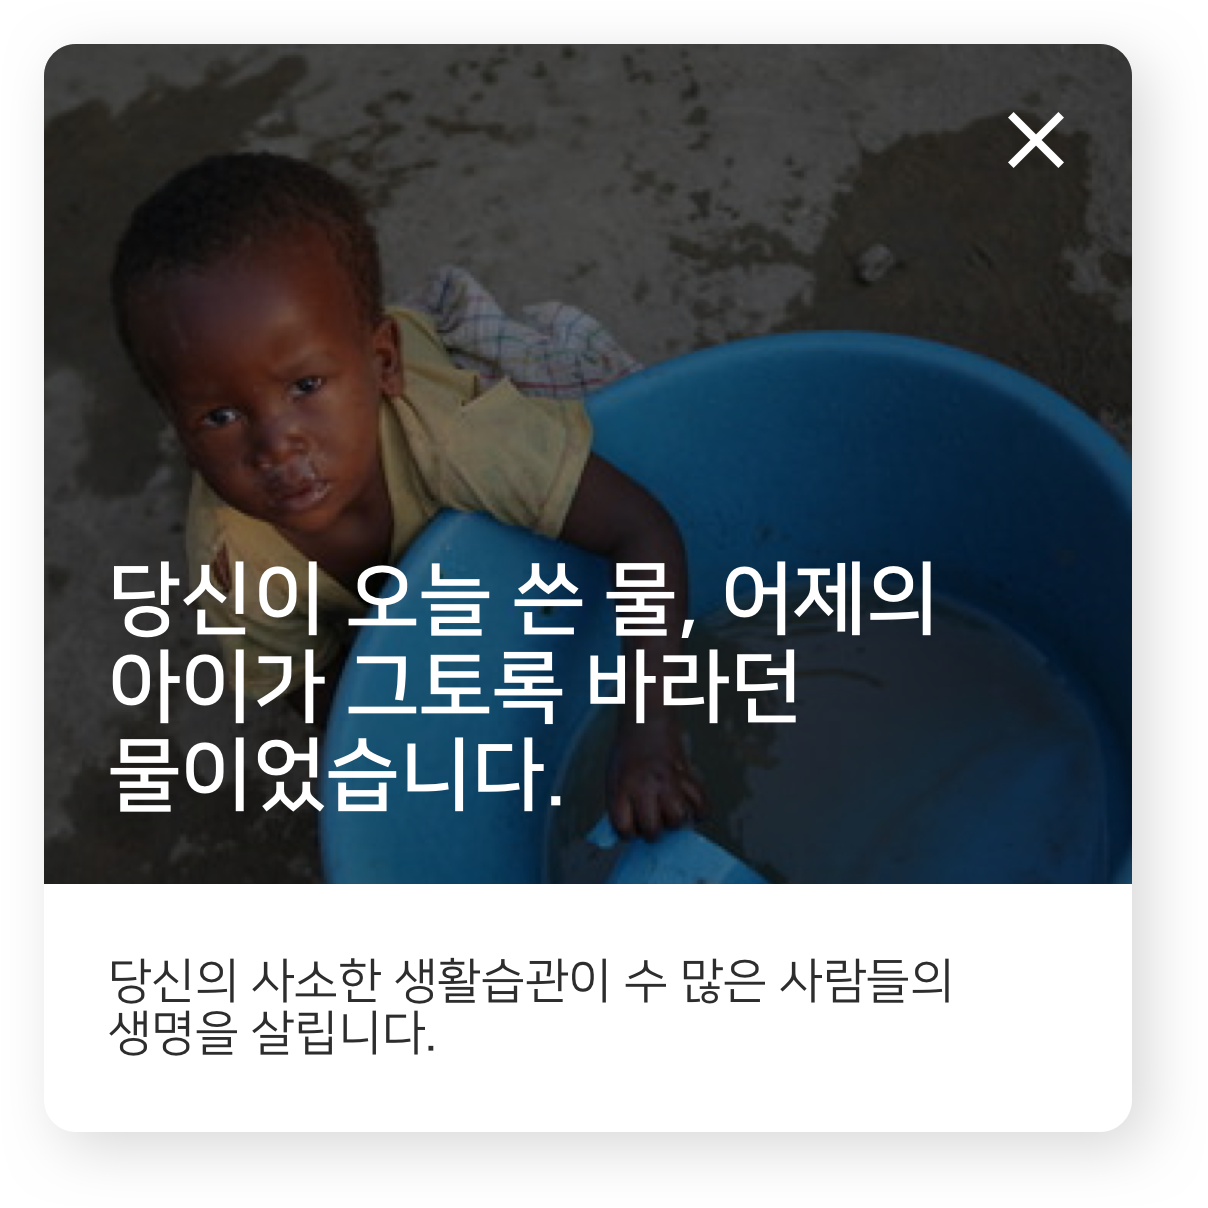 당신이 오늘 쓴 물, 어제의
아이가 그토록 바라던
물이었습니다.
당신의 사소한 생활습관이 수 많은 사람들의
생명을 살립니다.